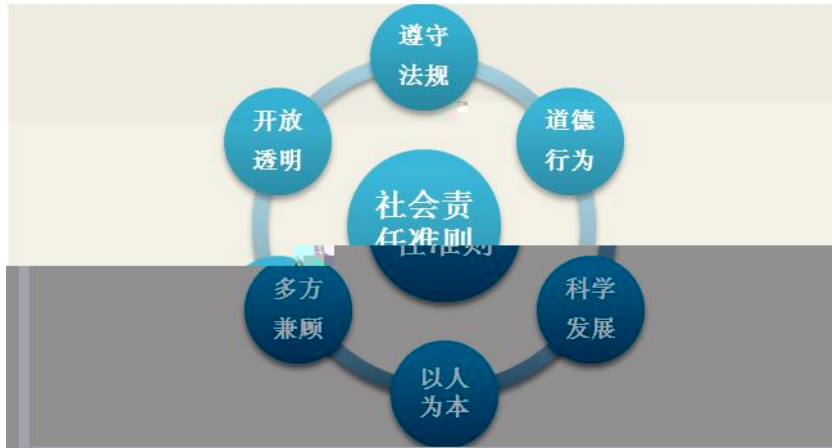 遵守
法规
开放
透明
道德
行为
社会责
任准则
多方
兼顾
科学
发展
以人
为本